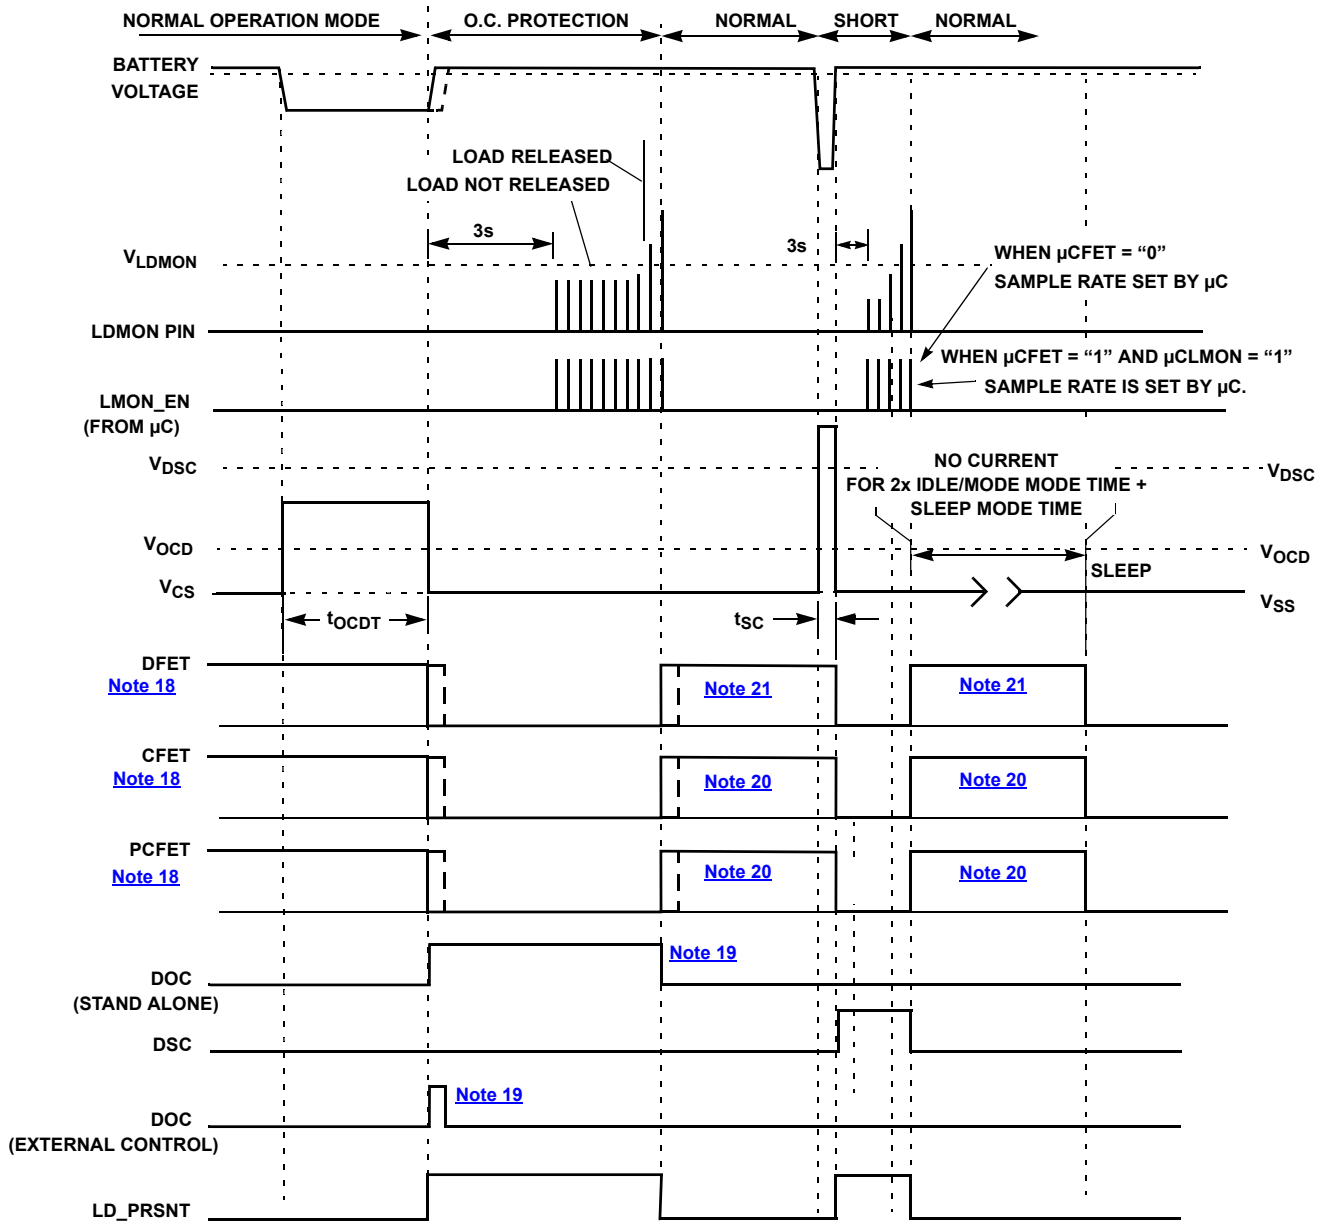 NORMAL OPERATION MODE
O.C. PROTECTION
NORMAL
SHORT
NORMAL
BATTERY
VOLTAGE
LOAD RELEASED
LOAD NOT RELEASED
3s
3s
VLDMON
WHEN µCFET = “0”
SAMPLE RATE SET BY µC
LDMON PIN
WHEN µCFET = “1” AND µCLMON = “1”
SAMPLE RATE IS SET BY µC.
LMON_EN
(FROM µC)
VDSC
NO CURRENT
FOR 2x IDLE/MODE MODE TIME +
SLEEP MODE TIME
VDSC
VOCD
VOCD
SLEEP
VCS
VSS
tOCDT
tSC
DFET
Note 18
Note 21
Note 21
CFET
Note 18
Note 20
Note 20
PCFET
Note 18
Note 20
Note 20
DOC
(STAND ALONE)
Note 19
DSC
DOC
(EXTERNAL CONTROL)
Note 19
LD_PRSNT